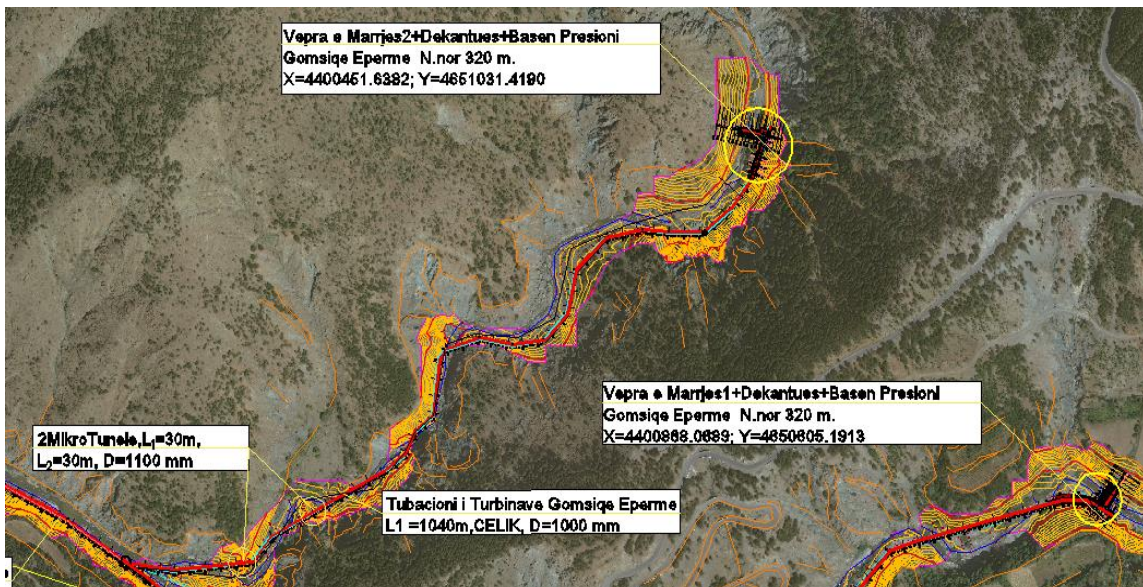 Vepra e Marrjes2+Dekantues+Basen Presioni
Gomsiqe Eperme N.nor 320 m.
X=4400451.6382; Y=4651031.4190
Vepra e Marrjes1+Dekantues+Basen Presioni
Gomsiqe Eperme N.nor 320 m.
X=4400868.0689; Y=4650605.1913
2MikroTunele,L₁=30m,
L₂=30m, D=1100 mm
Tubacioni i Turbinave Gomsiqe Eperme
L1 =1040m,CELIK, D=1000 mm